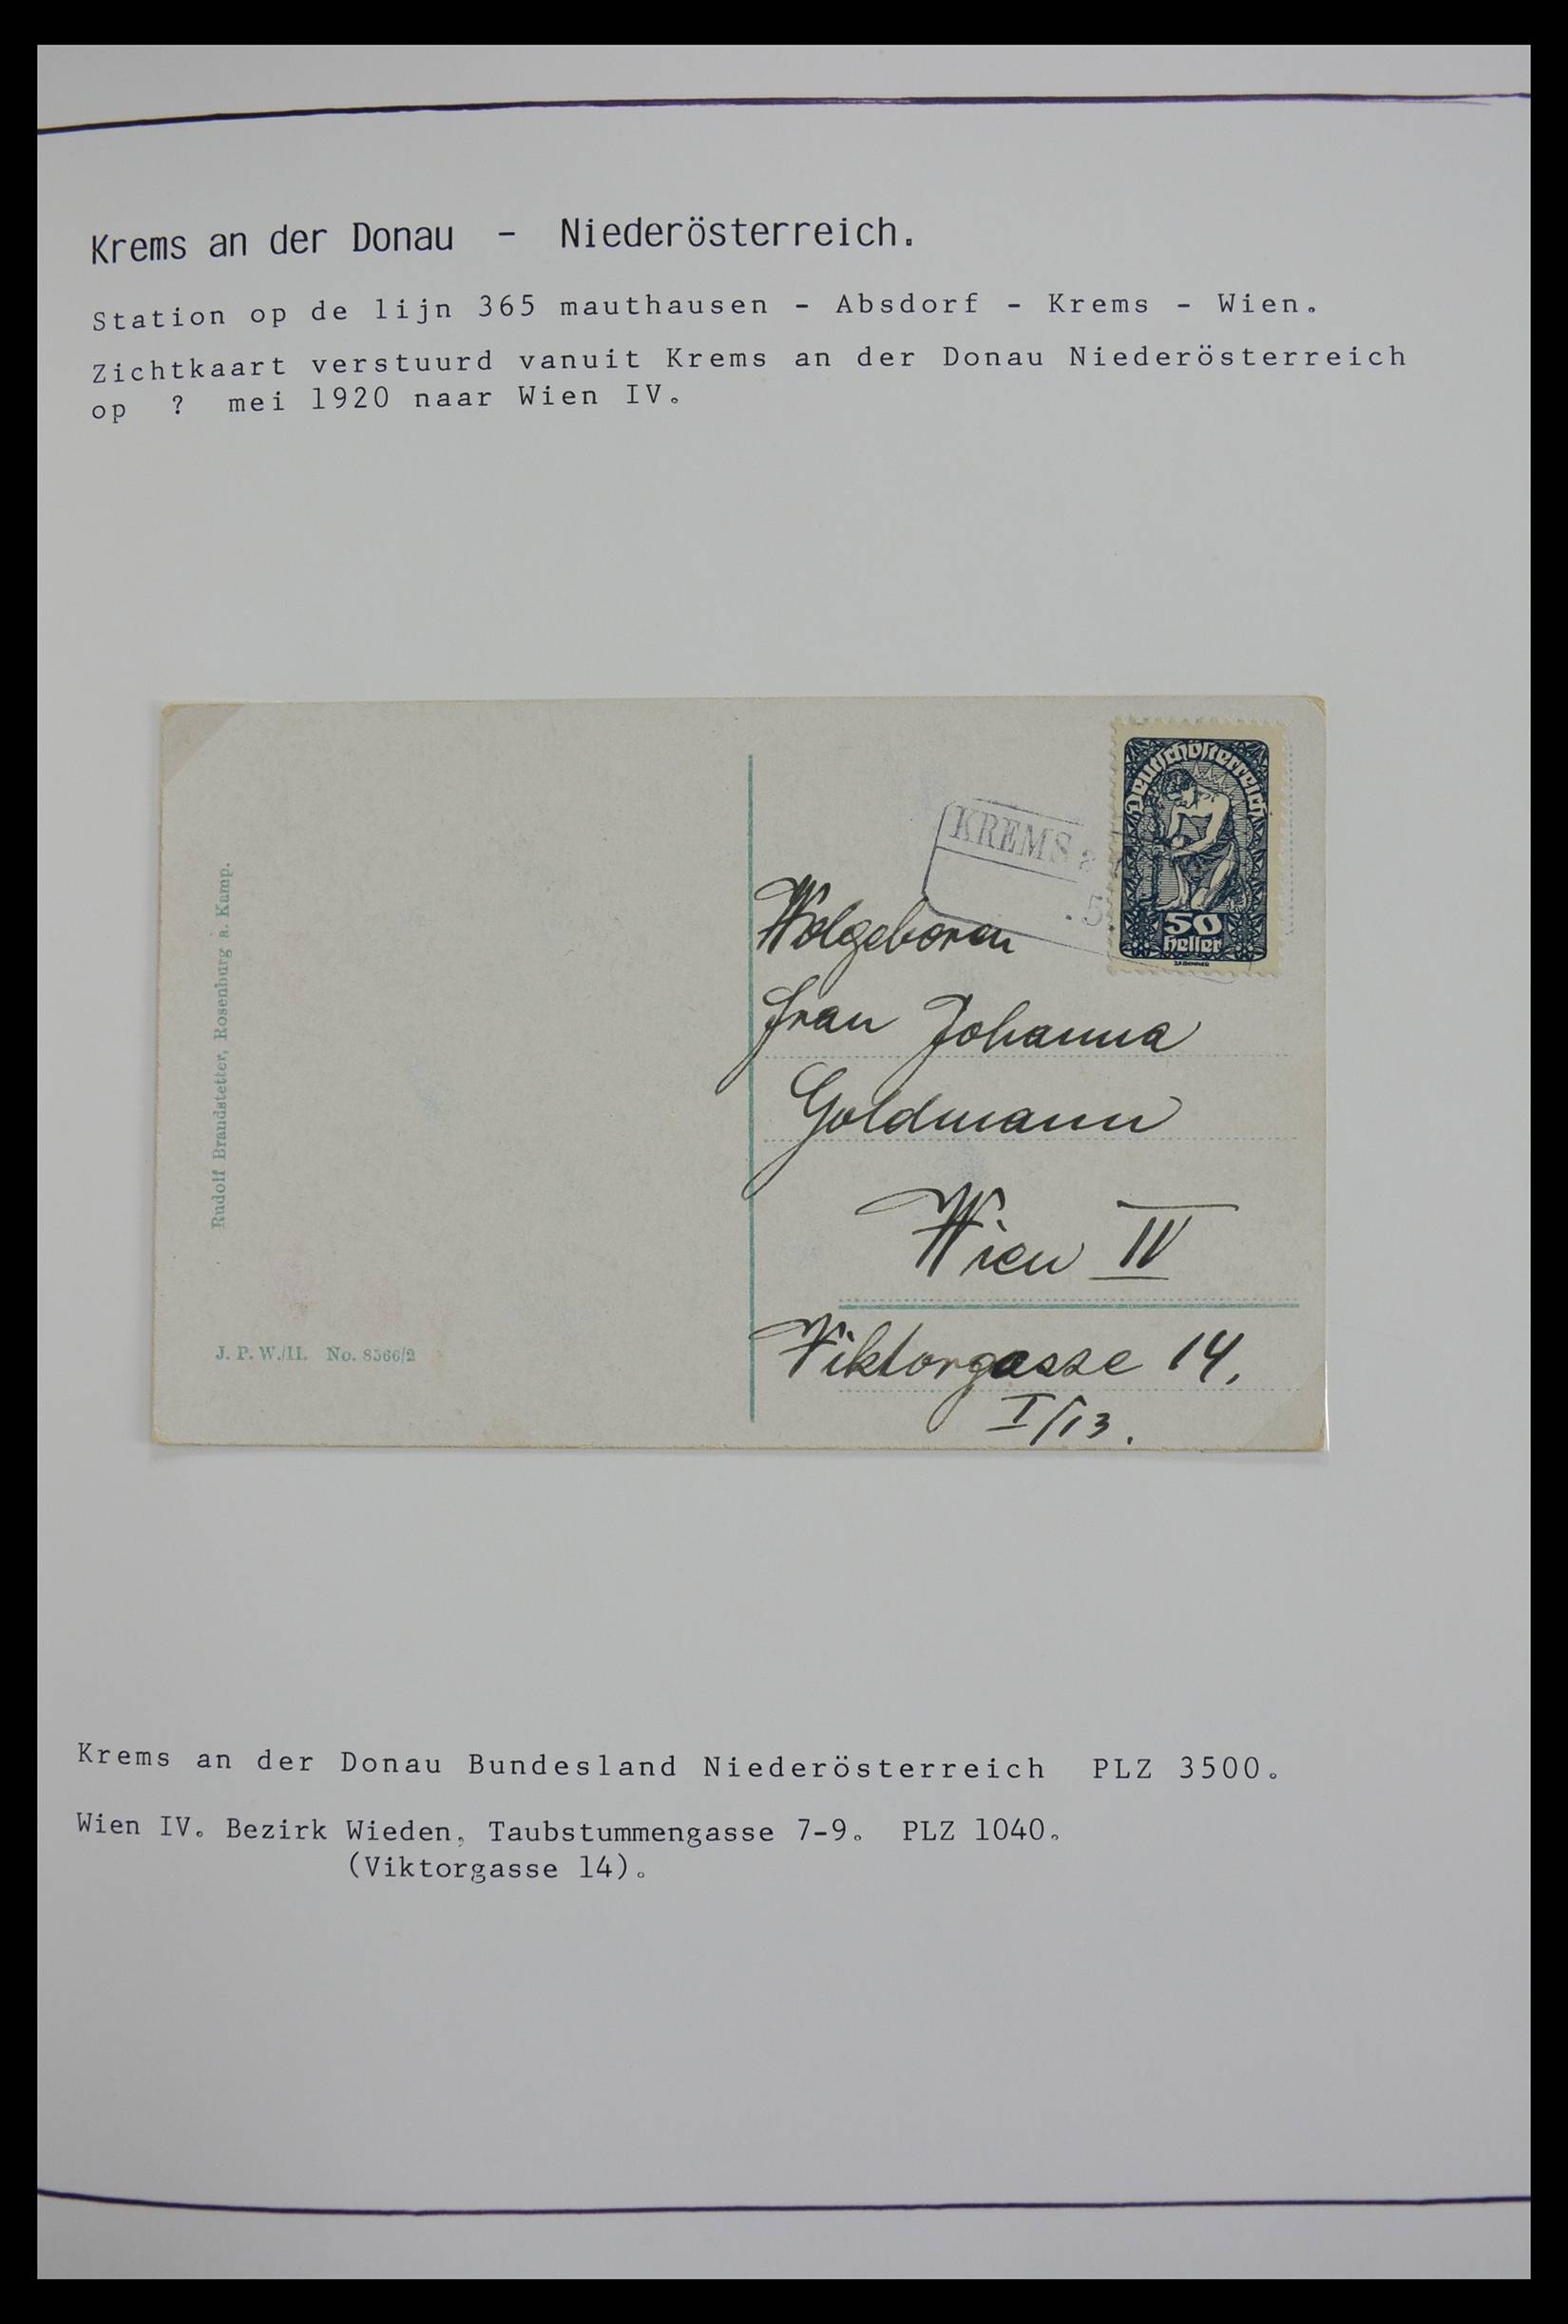 Krems an der Donau - Niederösterreich.
Station op de lijn 365 mauthausen - Absdorf - Krems - Wien.
Zichtkaart verstuurd vanuit Krems an der Donau Niederösterreich
op ? mei 1920 naar Wien IV.
Deutschösterreich
50
heller
KREMS a
.5
Wolgeboren
Frau Johanna
Goldmann
Wien IV
Viktorgasse 14,
I/13.
Rudolf Brandstetter, Rosenburg a. Kamp.
J. P. W./II. No. 8566/2
Krems an der Donau Bundesland Niederösterreich PLZ 3500.
Wien IV. Bezirk Wieden, Taubstummengasse 7-9. PLZ 1040.
(Viktorgasse 14).